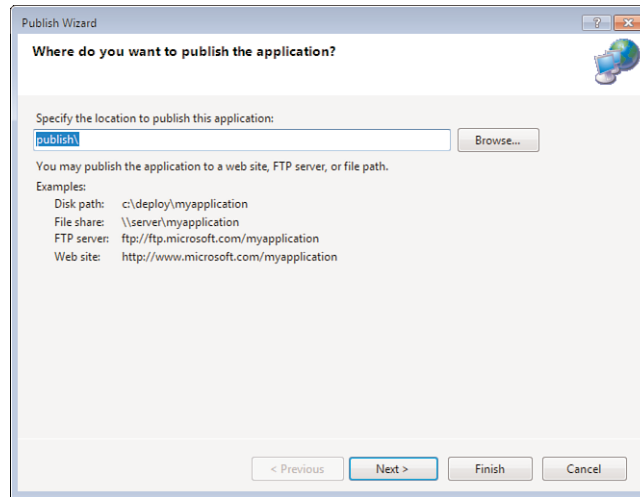 Publish Wizard
?
Where do you want to publish the application?
Specify the location to publish this application:
publish\
Browse...
You may publish the application to a web site, FTP server, or file path.
Examples:
Disk path: c:\deploy\myapplication
File share: \\server\myapplication
FTP server: ftp://ftp.microsoft.com/myapplication
Web site: http://www.microsoft.com/myapplication
< Previous Next > Finish Cancel